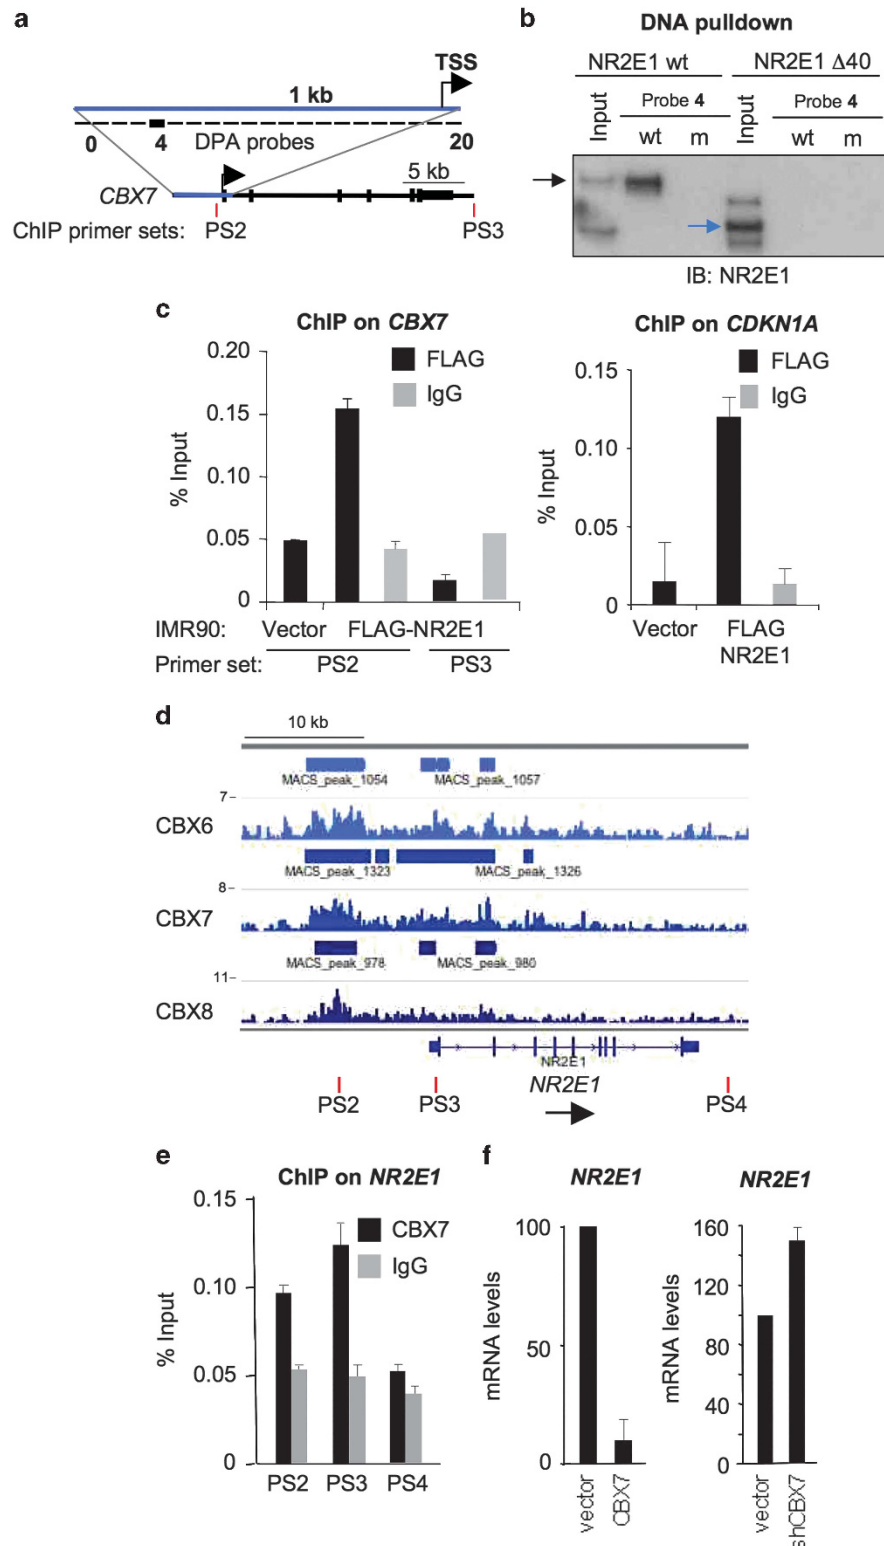 a
TSS
1 kb
0 4 DPA probes 20
5 kb
CBX7
ChIP primer sets: PS2 PS3
b
DNA pulldown
NR2E1 wt NR2E1 Δ40
Input Probe 4 Input Probe 4
wt m wt m
IB: NR2E1
c
ChIP on CBX7
FLAG
IgG
0.20
0.15
0.10
0.05
0
% Input
IMR90: Vector FLAG-NR2E1
Primer set: PS2 PS3
ChIP on CDKN1A
FLAG
IgG
0.15
0.10
0.05
0
% Input
Vector FLAG
NR2E1
d
10 kb
MACS_peak_1054 MACS_peak_1057
7
CBX6
MACS_peak_1323 MACS_peak_1326
8
CBX7
MACS_peak_978 MACS_peak_980
11
CBX8
NR2E1
NR2E1
PS2 PS3 PS4
e
ChIP on NR2E1
CBX7
IgG
0.15
0.10
0.05
0
% Input
PS2 PS3 PS4
f
NR2E1
100
50
0
mRNA levels
vector CBX7
NR2E1
160
120
80
40
0
mRNA levels
vector shCBX7